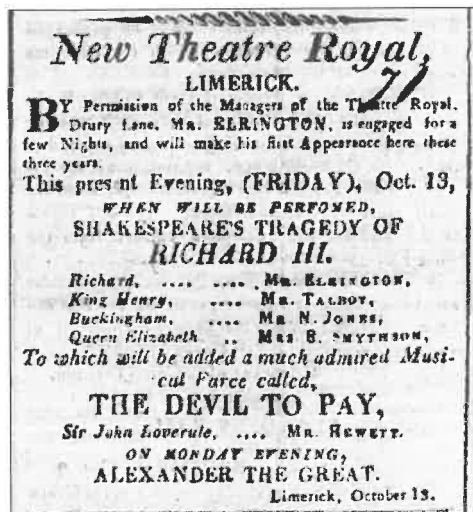 New Theatre Royal,
LIMERICK.
71
BY Permission of the Managers of the Theatre Royal,
Drury Lane, MR. ELRINGTON, is engaged for a
few Nights, and will make his first Appearance here these
three years.
This present Evening, (FRIDAY), Oct. 13,
WHEN WILL BE PERFOMED,
SHAKESPEARE'S TRAGEDY OF
RICHARD III.
Richard, .... .... MR. ELRINGTON,
King Henry, .... MR. TALBOT,
Buckingham, .... MR. N. JONES,
Queen Elizabeth .. MRS B. SMYTHSON,
To which will be added a much admired Musi-
cal Farce called,
THE DEVIL TO PAY,
Sir John Loverule, .... MR. HEWETT.
ON MONDAY EVENING,
ALEXANDER THE GREAT.
Limerick, October 13.